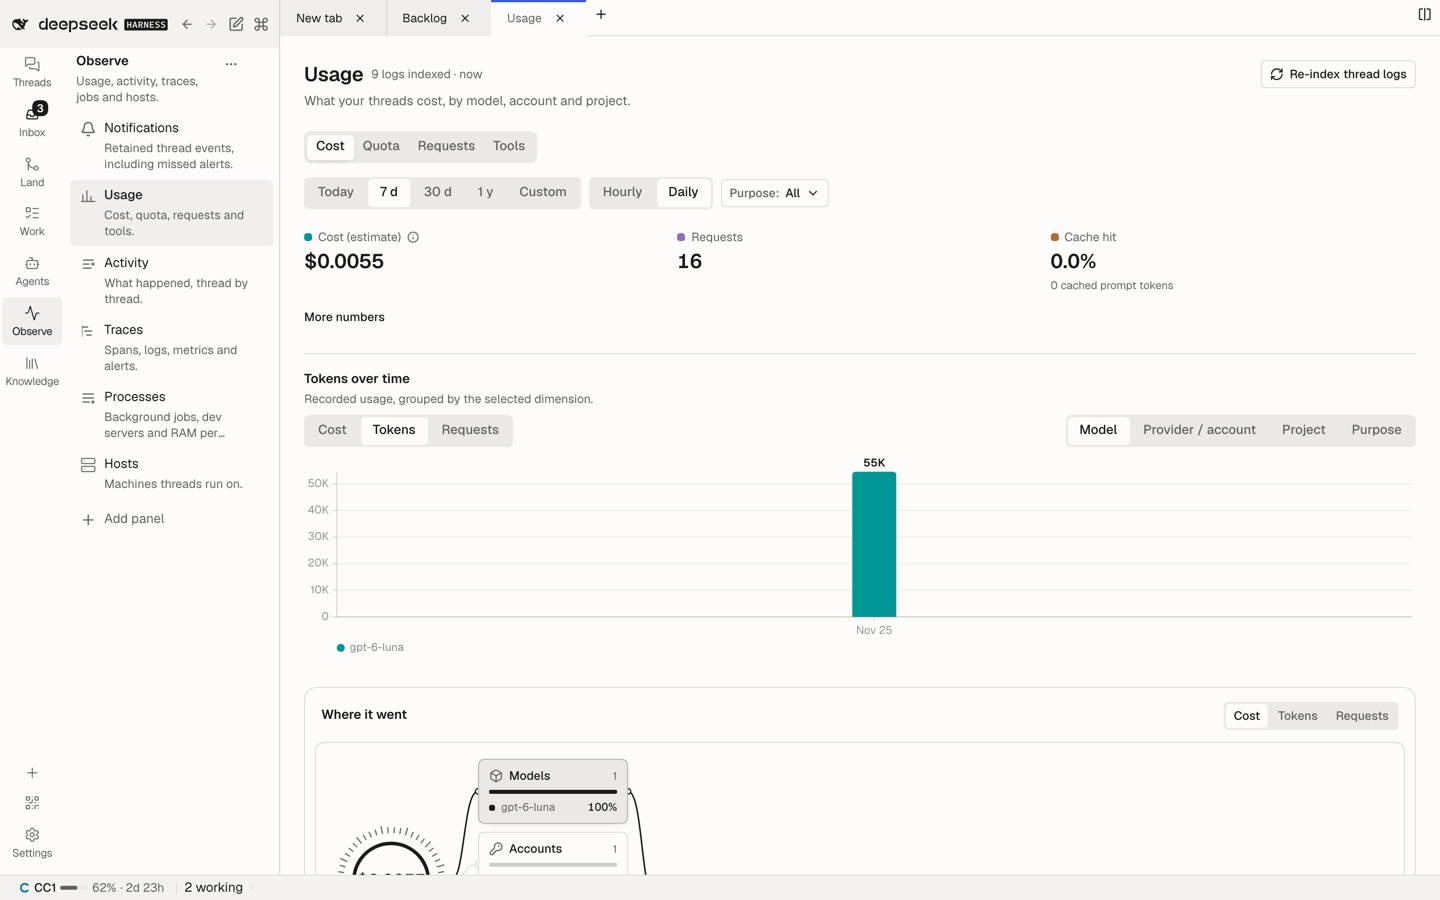 deepseek HARNESS
New tab
Backlog
Usage
Threads
3
Inbox
Land
Work
Agents
Observe
Knowledge
Settings
Observe
Usage, activity, traces,
jobs and hosts.
Notifications
Retained thread events,
including missed alerts.
Usage
Cost, quota, requests and
tools.
Activity
What happened, thread by
thread.
Traces
Spans, logs, metrics and
alerts.
Processes
Background jobs, dev
servers and RAM per…
Hosts
Machines threads run on.
Add panel
Usage 9 logs indexed · now
Re-index thread logs
What your threads cost, by model, account and project.
Cost Quota Requests Tools
Today 7 d 30 d 1 y Custom Hourly Daily Purpose: All
Cost (estimate)
$0.0055
Requests
16
Cache hit
0.0%
0 cached prompt tokens
More numbers
Tokens over time
Recorded usage, grouped by the selected dimension.
Cost Tokens Requests
Model Provider / account Project Purpose
55K
50K
40K
30K
20K
10K
0
Nov 25
gpt-6-luna
Where it went
Cost Tokens Requests
Models 1
gpt-6-luna 100%
Accounts 1
CC1 62% · 2d 23h 2 working